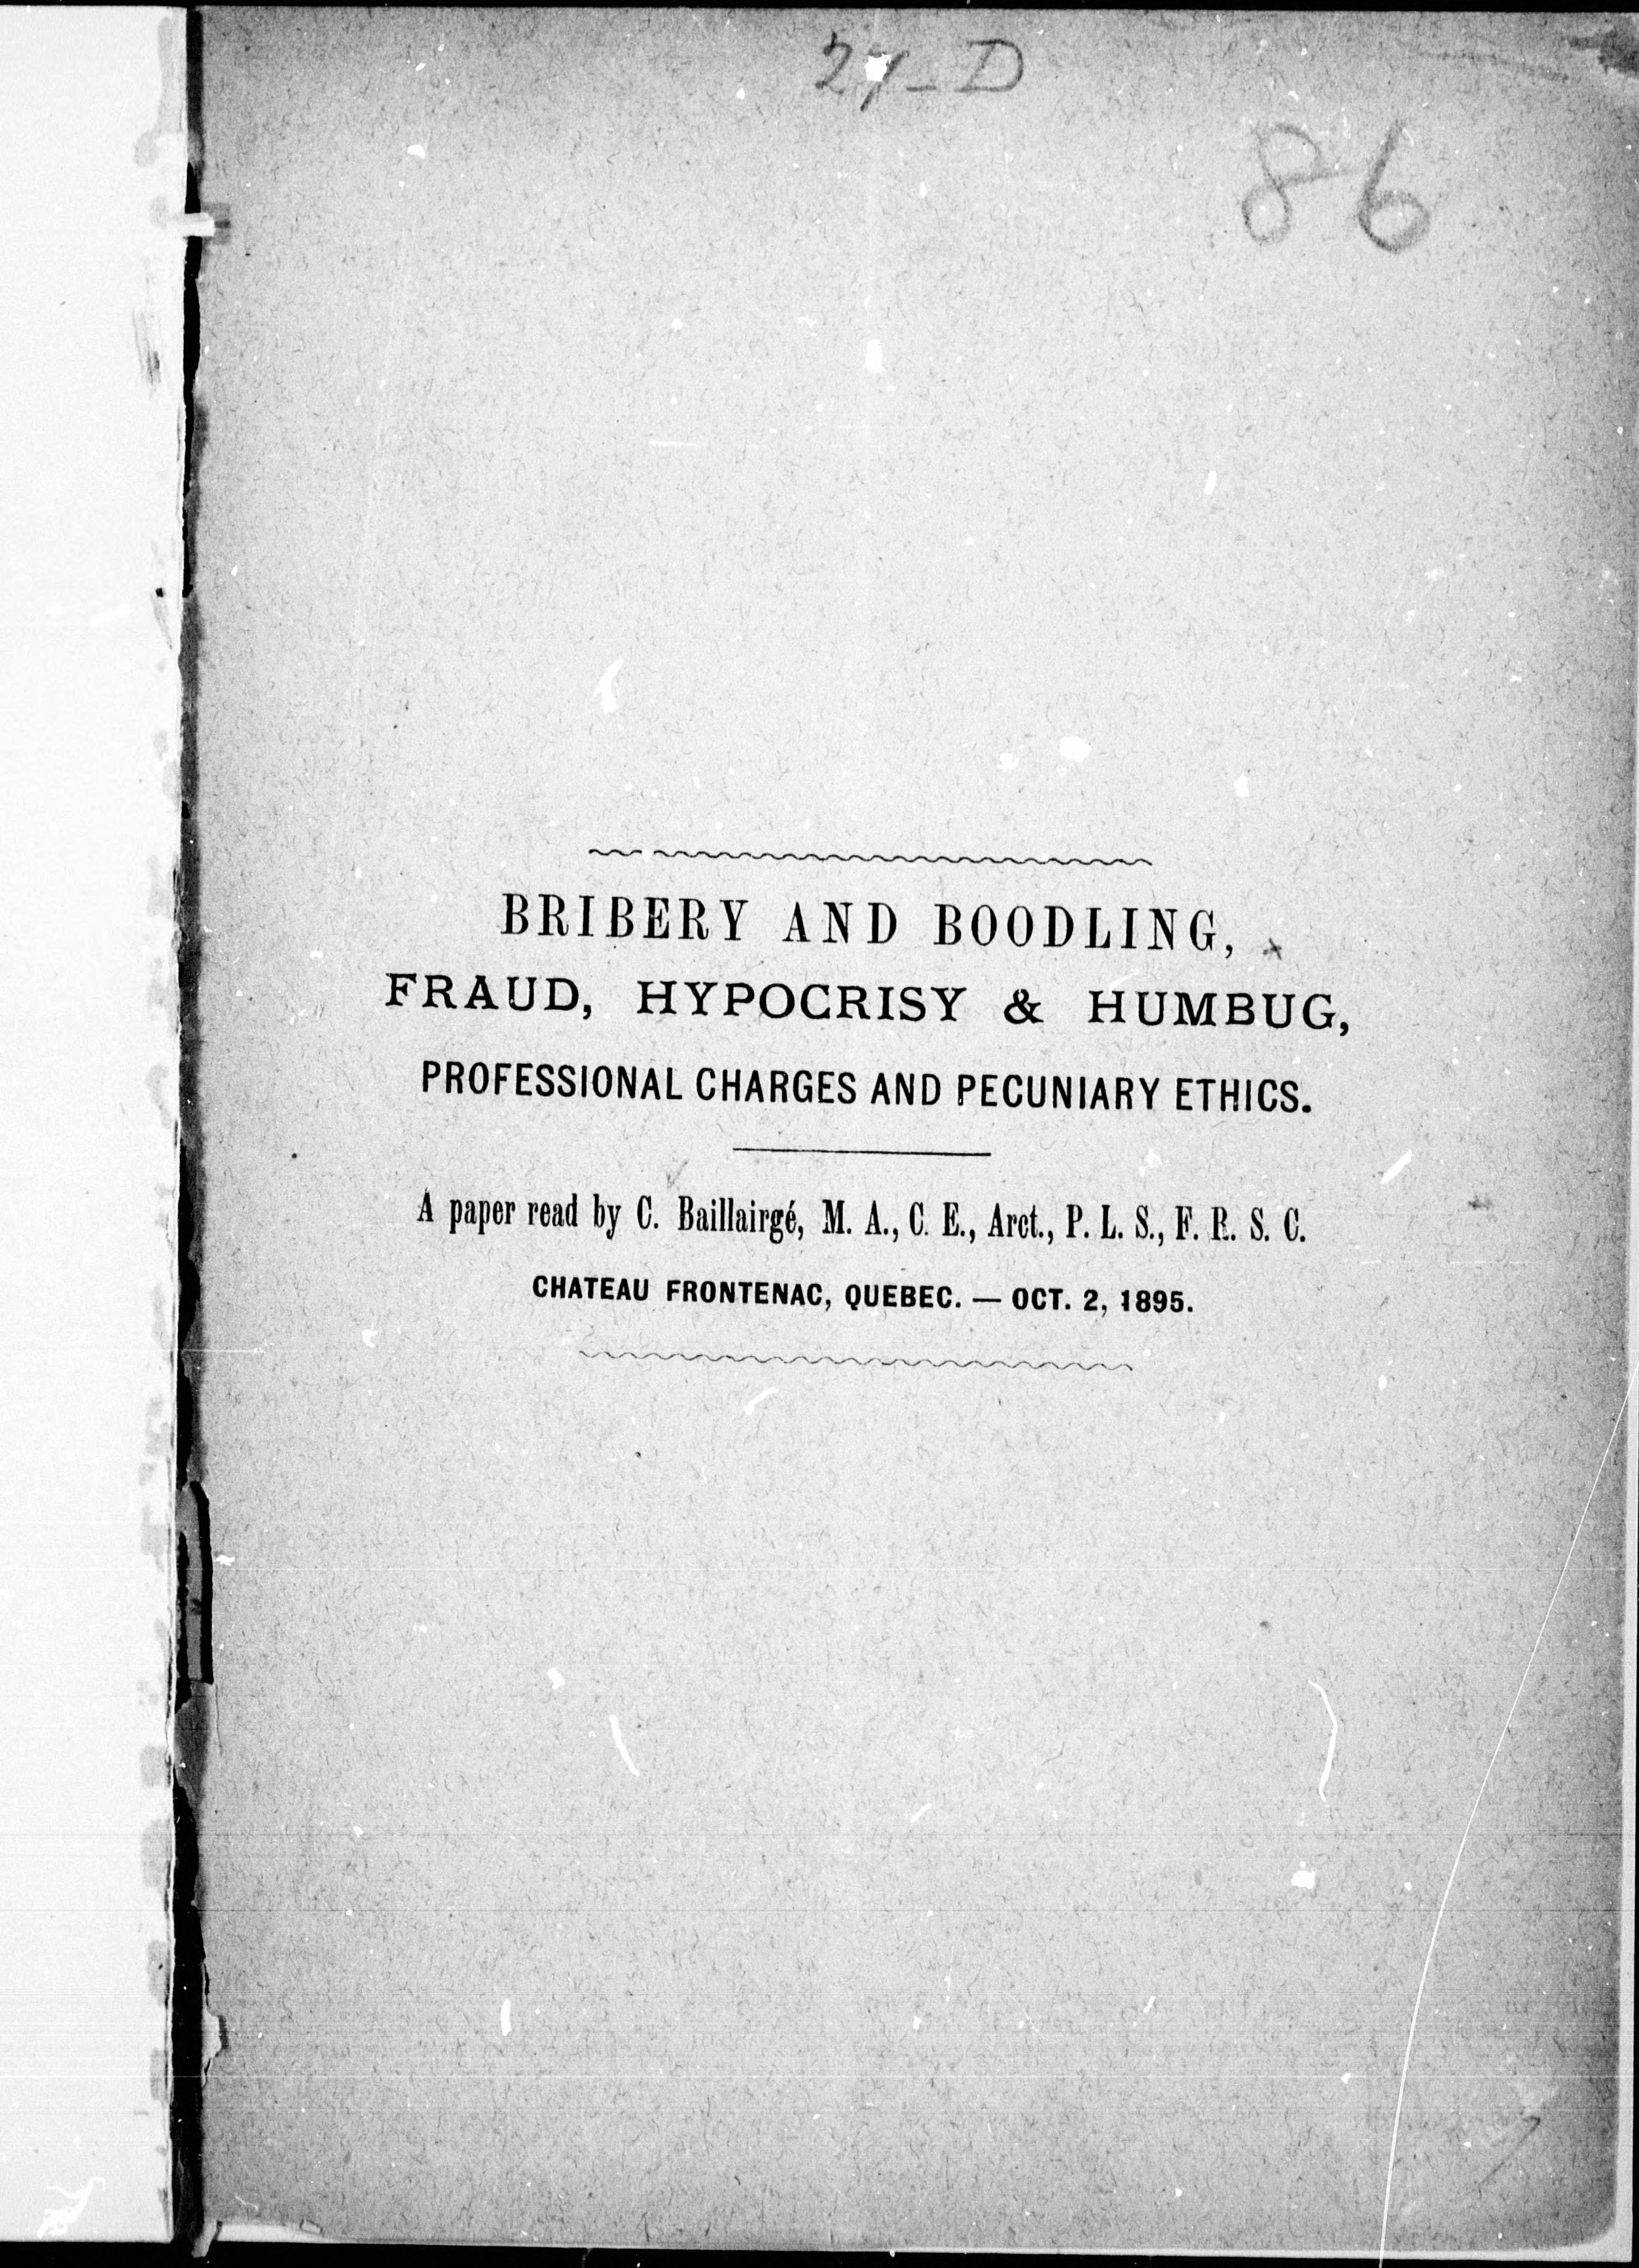 27-D
86
BRIBERY AND BOODLING,
FRAUD, HYPOCRISY & HUMBUG,
PROFESSIONAL CHARGES AND PECUNIARY ETHICS.
A paper read by C. Baillairgé, M. A., C. E., Arct., P. L. S., F. R. S. C.
CHATEAU FRONTENAC, QUEBEC. — OCT. 2, 1895.